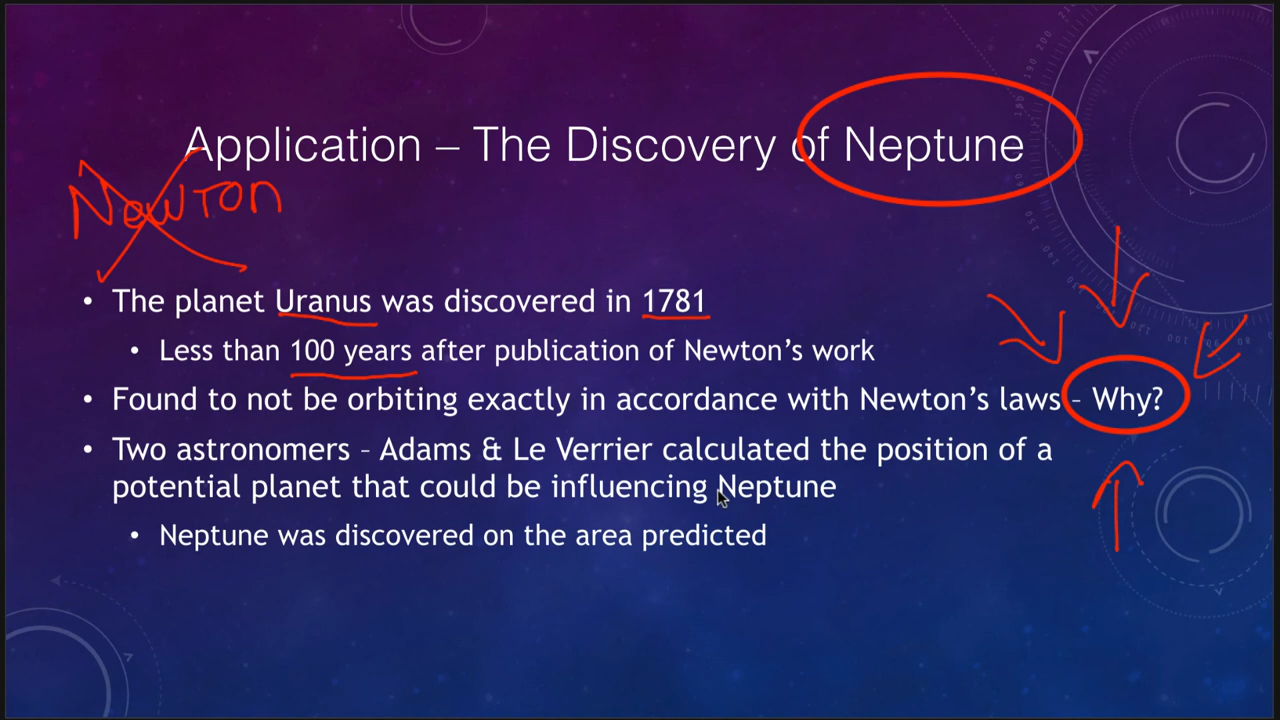 Application – The Discovery of Neptune
Newton
• The planet Uranus was discovered in 1781
• Less than 100 years after publication of Newton's work
• Found to not be orbiting exactly in accordance with Newton's laws – Why?
• Two astronomers – Adams & Le Verrier calculated the position of a
potential planet that could be influencing Neptune
• Neptune was discovered on the area predicted